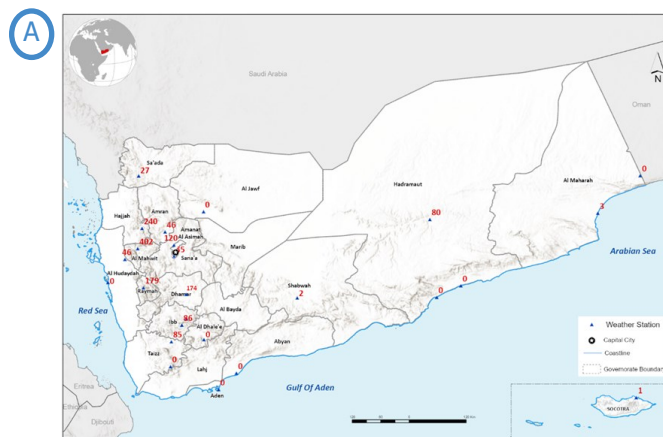 A
Saudi Arabia
N
Oman
Sa'ada
27
0
Al Jawf
Hadramaut
Al Maharah
0
Hajjah
Amran
240
46
Amanat
Al Asimah
120
80
3
402
Sana'a
Marib
46
Al Mahwit
Arabian Sea
Al Hudaydah
0
179
Raymah
174
Dhamar
Shabwah
2
0
0
Red Sea
Al Bayda
Ibb
86
Al Dhale'e
0
85
Abyan
Taizz
0
Lahj
0
0
Aden
Gulf Of Aden
Weather Station
Capital City
Coastline
Governorate Boundary
Eritrea
Ethiopia
Djibouti
1
SOCOTRA